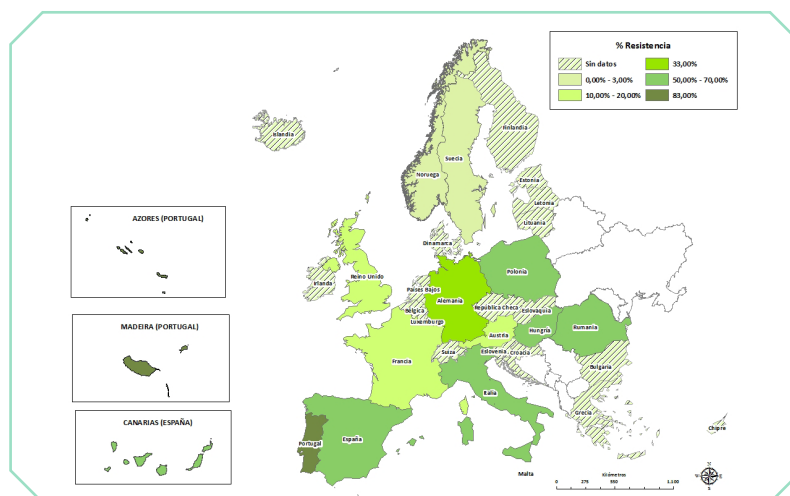 % Resistencia
Sin datos
33,00%
0,00% - 3,00%
50,00% - 70,00%
10,00% - 20,00%
83,00%
Islandia
Finlandia
Suecia
Noruega
Estonia
Letonia
Lituania
AZORES (PORTUGAL)
Dinamarca
Polonia
Irlanda
Reino Unido
Países Bajos
Alemania
Bélgica
República Checa
Eslovaquia
Luxemburgo
MADEIRA (PORTUGAL)
Austria
Hungría
Rumania
Suiza
Eslovenia
Croacia
Francia
Bulgaria
Italia
Grecia
CANARIAS (ESPAÑA)
Chipre
Portugal
España
Malta
Kilómetros
0 275 550 1.100